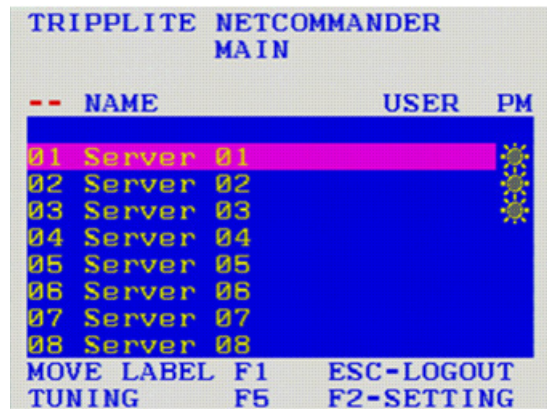 TRIPPLITE NETCOMMANDER
MAIN
-- NAME USER PM
01 Server 01
02 Server 02
03 Server 03
04 Server 04
05 Server 05
06 Server 06
07 Server 07
08 Server 08
MOVE LABEL F1 ESC-LOGOUT
TUNING F5 F2-SETTING